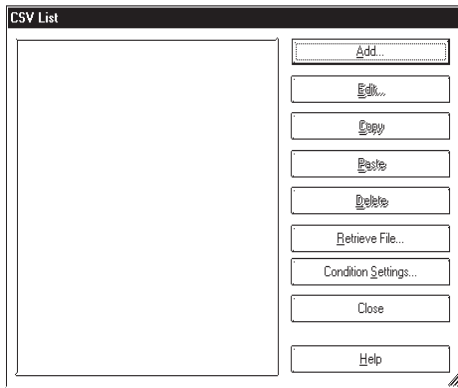 CSV List
Add...
Edit...
Copy
Paste
Delete
Retrieve File...
Condition Settings...
Close
Help